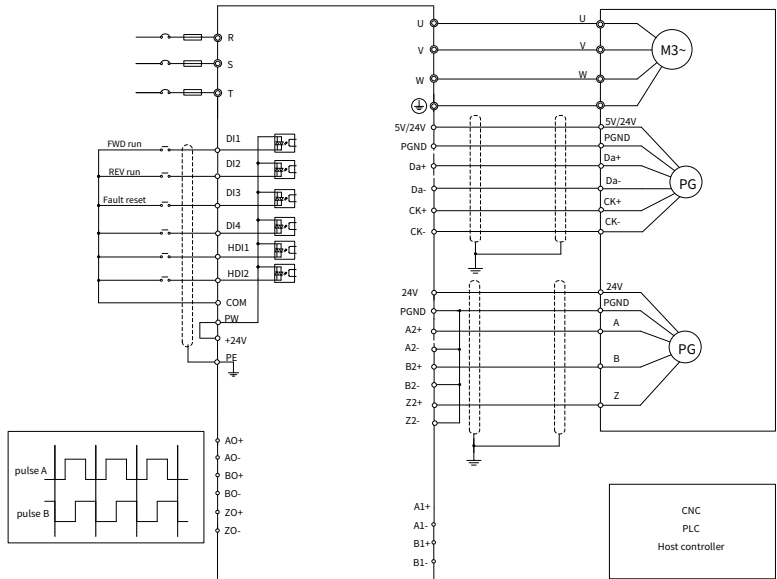 R
S
T
FWD run
REV run
Fault reset
DI1
DI2
DI3
DI4
HDI1
HDI2
COM
PW
+24V
PE
AO+
AO-
BO+
BO-
ZO+
ZO-
pulse A
pulse B
U
V
W
5V/24V
PGND
Da+
Da-
CK+
CK-
24V
PGND
A2+
A2-
B2+
B2-
Z2+
Z2-
A1+
A1-
B1+
B1-
U
V
W
M3~
5V/24V
PGND
Da+
Da-
CK+
CK-
PG
24V
PGND
A
B
Z
PG
CNC
PLC
Host controller